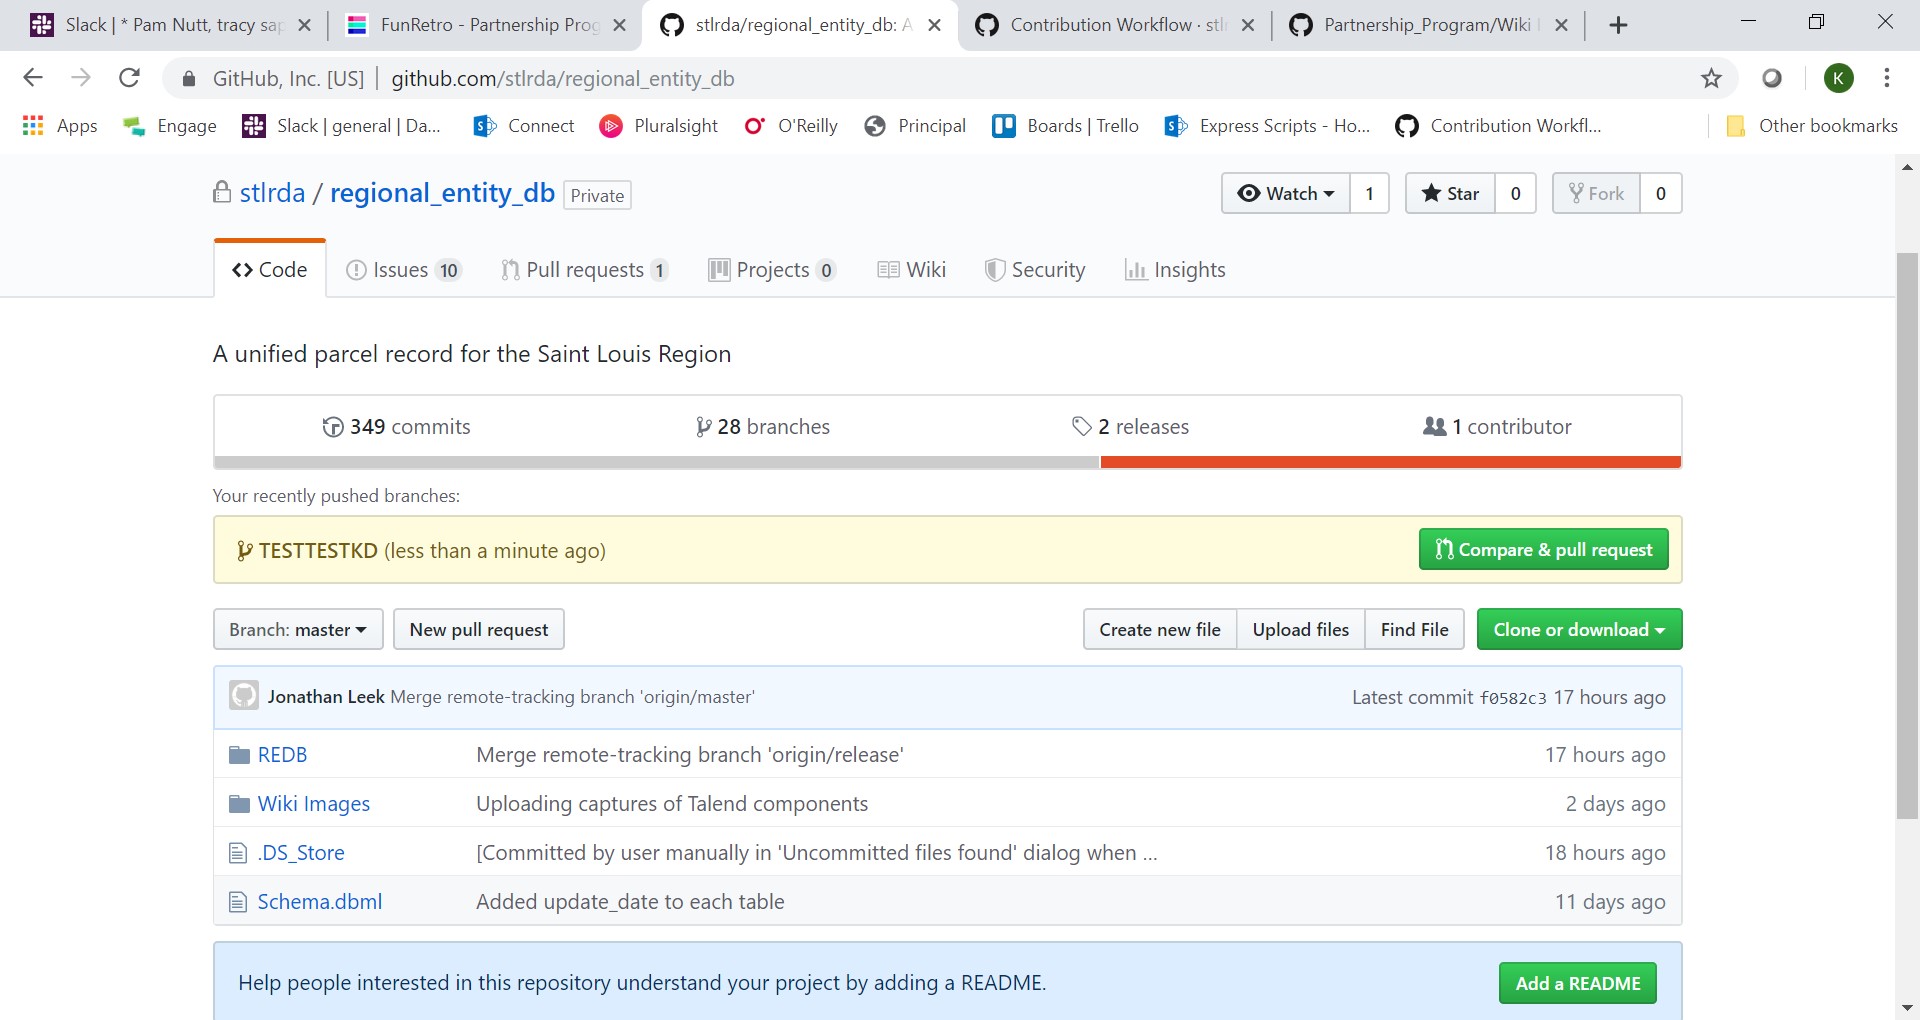 Slack | * Pam Nutt, tracy sap
FunRetro - Partnership Prog
stlrda/regional_entity_db: A
Contribution Workflow · stlr
Partnership_Program/Wiki
GitHub, Inc. [US] | github.com/stlrda/regional_entity_db
K
Apps
Engage
Slack | general | Da...
Connect
Pluralsight
O'Reilly
Principal
Boards | Trello
Express Scripts - Ho...
Contribution Workfl...
Other bookmarks
stlrda / regional_entity_db Private
Watch 1
Star 0
Fork 0
Code
Issues 10
Pull requests 1
Projects 0
Wiki
Security
Insights
A unified parcel record for the Saint Louis Region
349 commits
28 branches
2 releases
1 contributor
Your recently pushed branches:
TESTTESTKD (less than a minute ago)
Compare & pull request
Branch: master
New pull request
Create new file
Upload files
Find File
Clone or download
Jonathan Leek Merge remote-tracking branch 'origin/master'
Latest commit f0582c3 17 hours ago
REDB Merge remote-tracking branch 'origin/release' 17 hours ago
Wiki Images Uploading captures of Talend components 2 days ago
.DS_Store [Committed by user manually in 'Uncommitted files found' dialog when ... 18 hours ago
Schema.dbml Added update_date to each table 11 days ago
Help people interested in this repository understand your project by adding a README.
Add a README